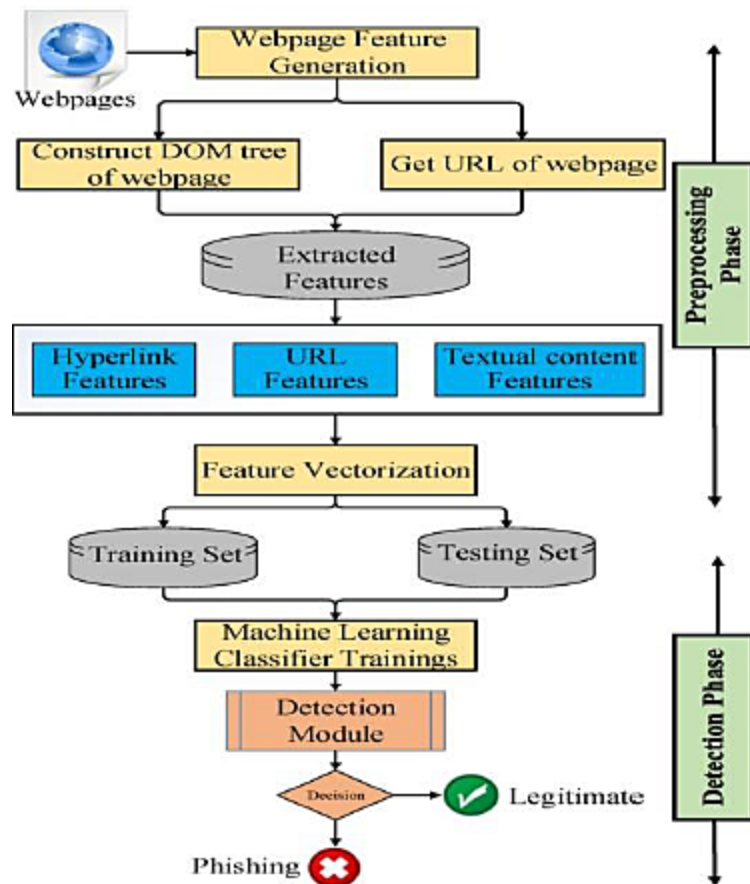 Webpage Feature
Generation
Webpages
Construct DOM tree
of webpage
Get URL of webpage
Extracted
Features
Hyperlink
Features
URL
Features
Textual content
Features
Feature Vectorization
Training Set
Testing Set
Machine Learning
Classifier Trainings
Detection
Module
Decision
Legitimate
Phishing
Preprocessing
Phase
Detection Phase